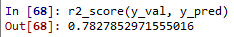 In [68]: r2_score(y_val, y_pred)
Out[68]: 0.7827852971555016